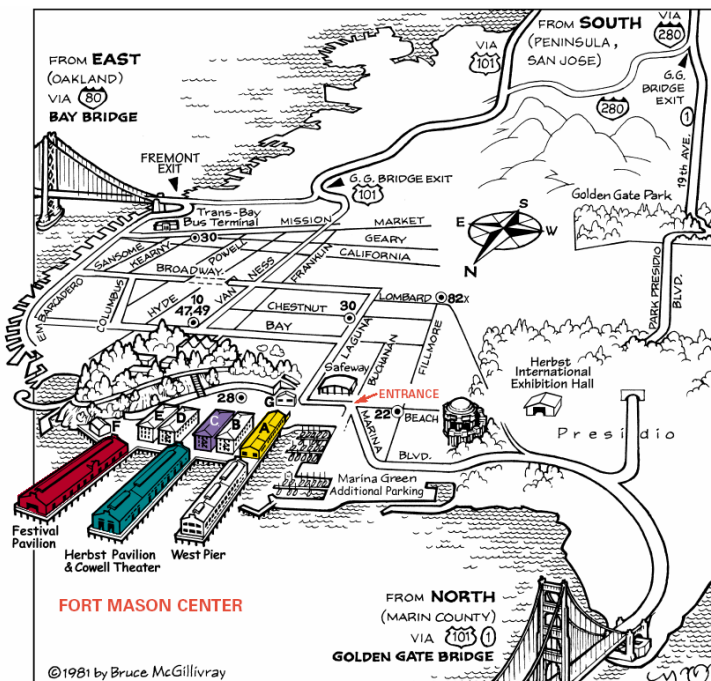 FROM EAST
(OAKLAND)
VIA 80
BAY BRIDGE
VIA
101
FROM SOUTH
(PENINSULA,
SAN JOSE)
VIA
280
G.G.
BRIDGE
EXIT
280
1
19th AVE.
FREMONT
EXIT
G.G. BRIDGE EXIT
101
Golden Gate Park
S
E
W
N
Trans-Bay
Bus Terminal
MISSION
MARKET
30
GEARY
CALIFORNIA
SANSOME
KEARNY
POWELL
BROADWAY
VAN NESS
FRANKLIN
PARK PRESIDIO
BLVD.
EMBARCADERO
COLUMBUS
HYDE
10
47,49
CHESTNUT
30
LOMBARD
82X
BAY
LAGUNA
BUCHANAN
FILLMORE
Safeway
Herbst
International
Exhibition Hall
ENTRANCE
28
G
22
BEACH
MARINA
BLVD.
Presidio
F
E
D
C
B
A
Marina Green
Additional Parking
Festival
Pavilion
Herbst Pavilion
& Cowell Theater
West Pier
FORT MASON CENTER
FROM NORTH
(MARIN COUNTY)
VIA 101 1
GOLDEN GATE BRIDGE
©1981 by Bruce McGillivray